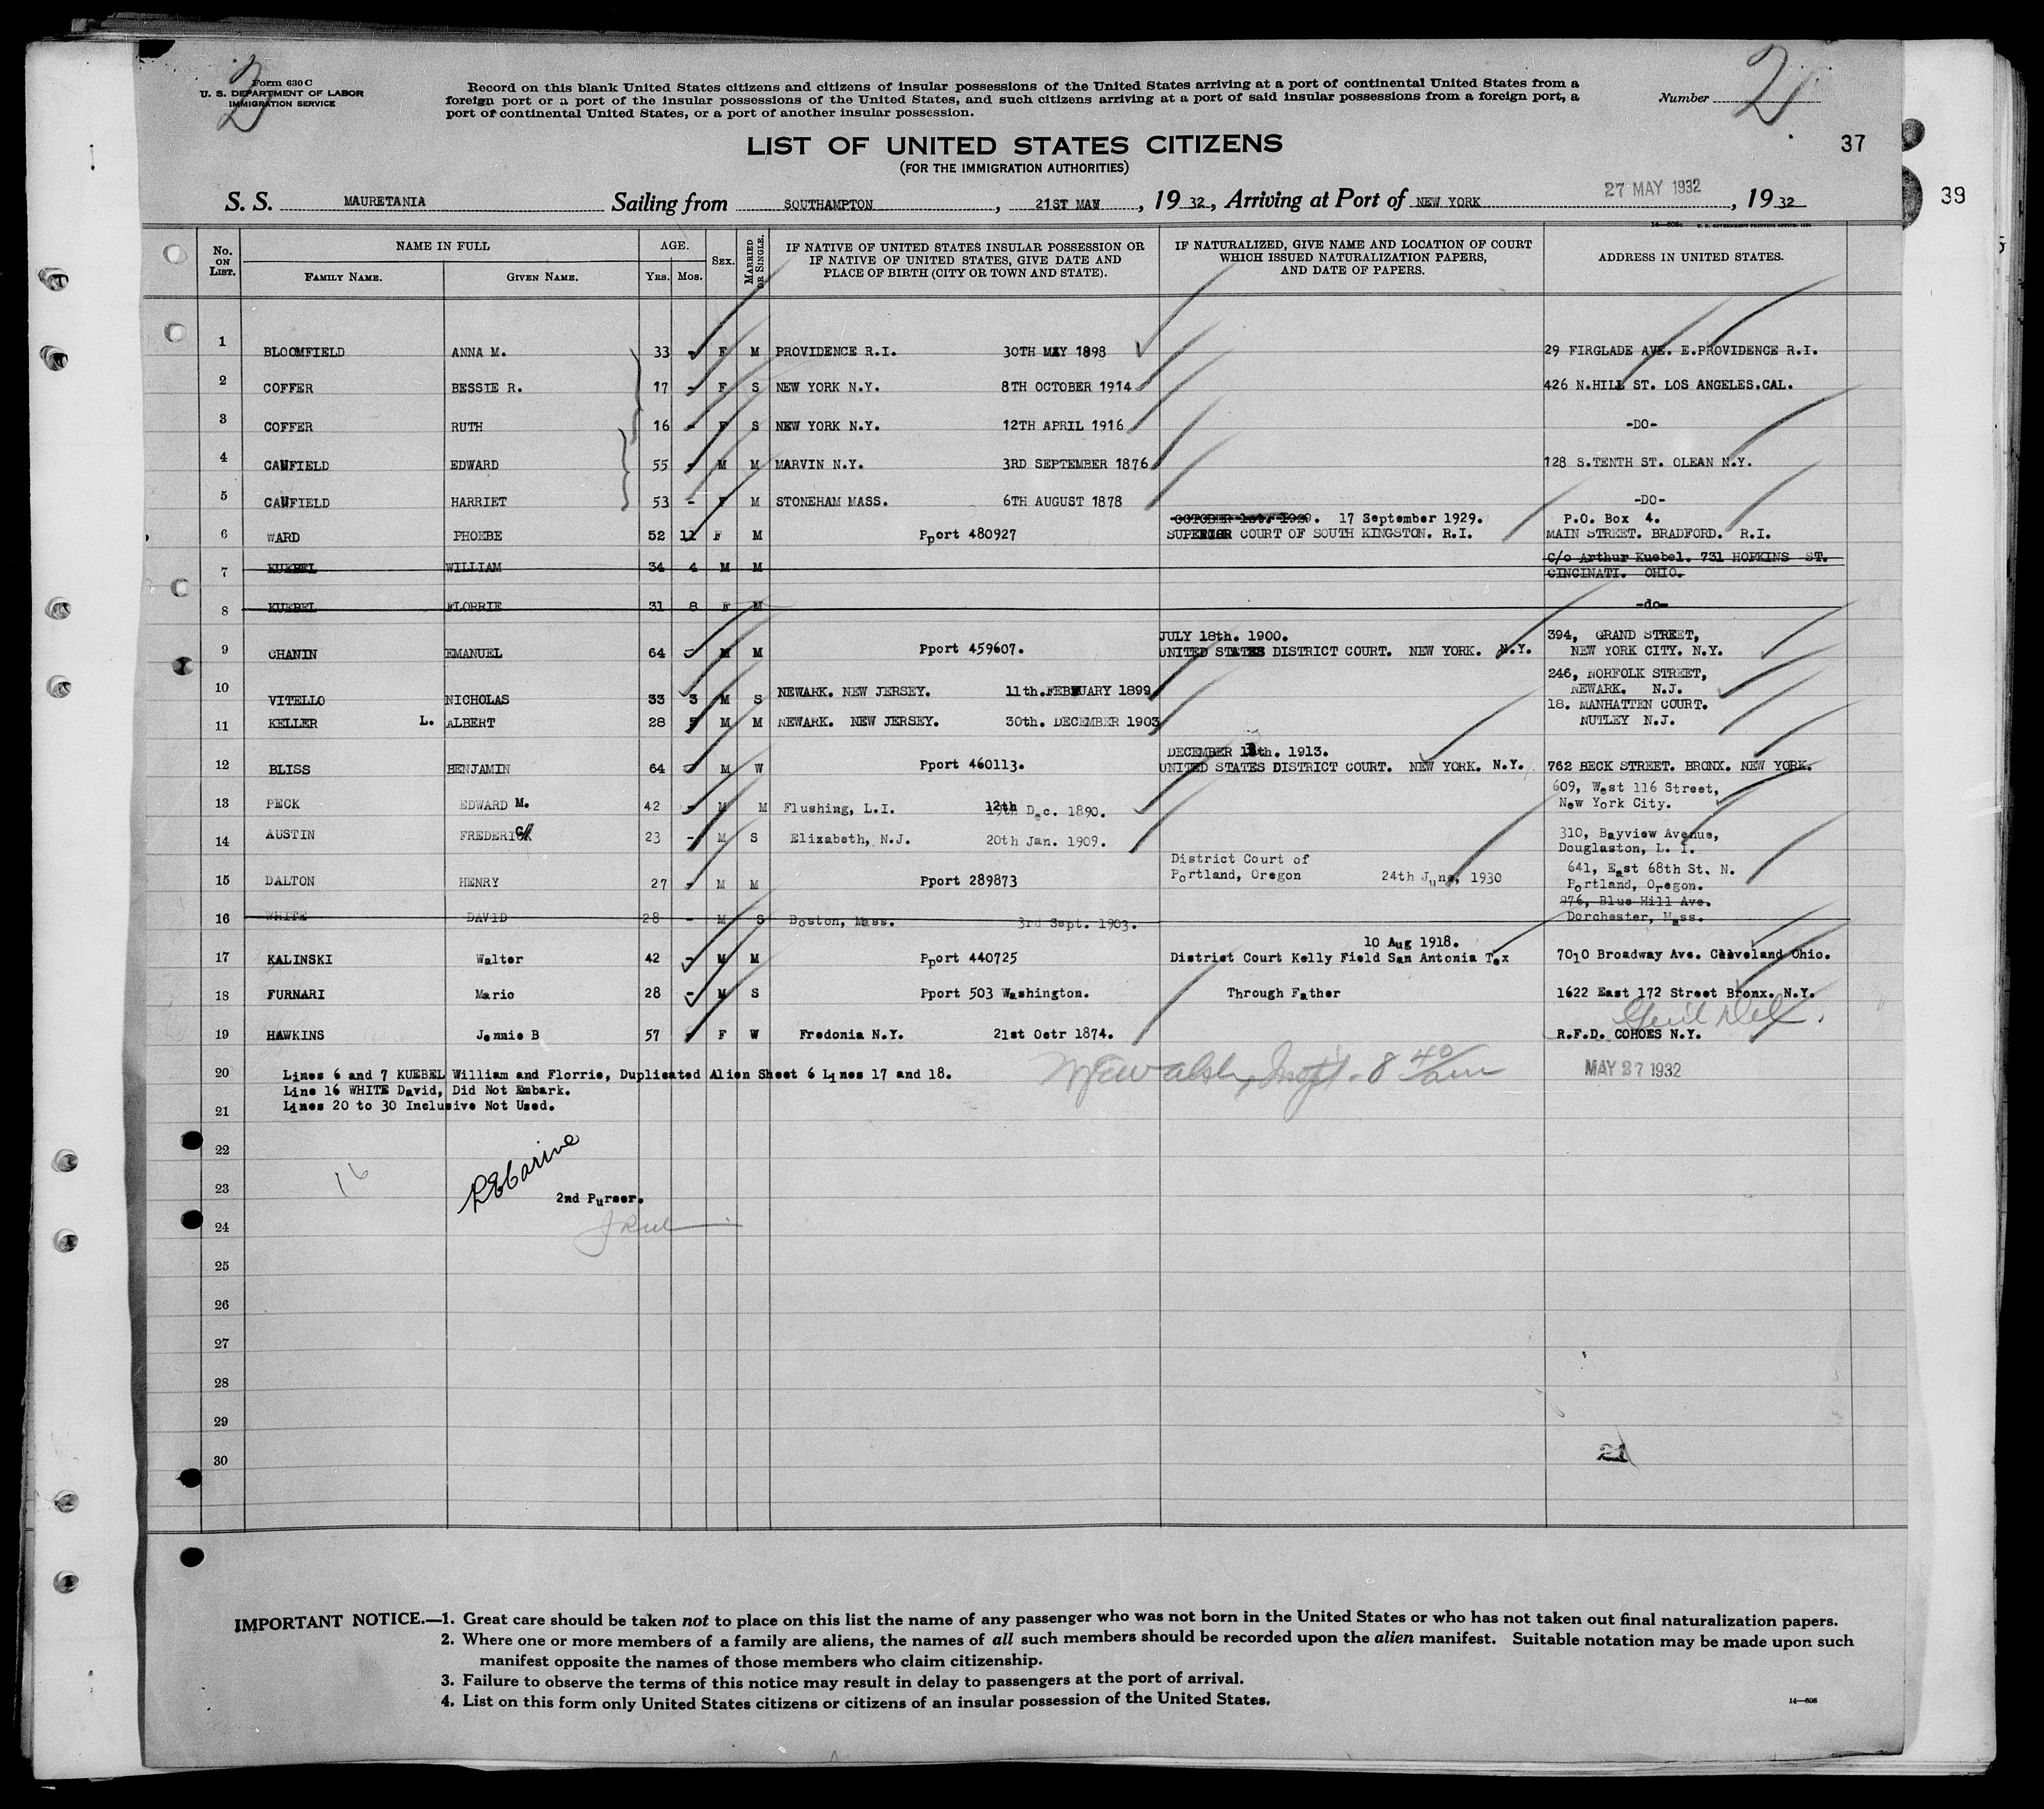 Form 630 C
U. S. DEPARTMENT OF LABOR
IMMIGRATION SERVICE
2
Record on this blank United States citizens and citizens of insular possessions of the United States arriving at a port of continental United States from a
foreign port or a port of the insular possessions of the United States, and such citizens arriving at a port of said insular possessions from a foreign port, a
port of continental United States, or a port of another insular possession.
Number 2
37
39
LIST OF UNITED STATES CITIZENS
(FOR THE IMMIGRATION AUTHORITIES)
S. S. MAURETANIA Sailing from SOUTHAMPTON, 21ST MAY, 1932, Arriving at Port of NEW YORK 27 MAY 1932, 1932
No. ON LIST. NAME IN FULL FAMILY NAME. GIVEN NAME. AGE. YRS. MOS. SEX. MARRIED OR SINGLE. IF NATIVE OF UNITED STATES INSULAR POSSESSION OR IF NATIVE OF UNITED STATES, GIVE DATE AND PLACE OF BIRTH (CITY OR TOWN AND STATE). IF NATURALIZED, GIVE NAME AND LOCATION OF COURT WHICH ISSUED NATURALIZATION PAPERS, AND DATE OF PAPERS. ADDRESS IN UNITED STATES.
1 BLOOMFIELD ANNA M. 33 - F M PROVIDENCE R.I. 30TH MAY 1898 29 FIRGLADE AVE. E.PROVIDENCE R.I.
2 COFFER BESSIE R. 17 - F S NEW YORK N.Y. 8TH OCTOBER 1914 426 N.HILL ST. LOS ANGELES.CAL.
3 COFFER RUTH 16 - F S NEW YORK N.Y. 12TH APRIL 1916 -DO-
4 CANFIELD EDWARD 55 - M M MARVIN N.Y. 3RD SEPTEMBER 1876 128 S.TENTH ST. OLEAN N.Y.
5 CANFIELD HARRIET 53 - F M STONEHAM MASS. 6TH AUGUST 1878 -DO-
OCTOBER 1st. 1929. 17 September 1929. P.O. Box 4.
6 WARD PHOEBE 52 11 F M Pport 480927 SUPERIOR COURT OF SOUTH KINGSTON. R.I. MAIN STREET. BRADFORD. R.I.
7 KUEBEL WILLIAM 34 4 M M C/o Arthur Kuebel. 731 HOPKINS ST.
CINCINATI. OHIO.
8 KUEBEL FLORRIE 31 8 F M -do-
JULY 18th. 1900. 394, GRAND STREET,
9 CHANIN EMANUEL 64 - M M Pport 459607. UNITED STATES DISTRICT COURT. NEW YORK. N.Y. NEW YORK CITY. N.Y.
246, NORFOLK STREET,
10 VITELLO NICHOLAS 33 3 M S NEWARK. NEW JERSEY. 11th.FEBRUARY 1899 NEWARK. N.J.
18. MANHATTEN COURT.
11 KELLER L. ALBERT 28 5 M M NEWARK. NEW JERSEY. 30th. DECEMBER 1903 NUTLEY N.J.
DECEMBER 13th. 1913.
12 BLISS BENJAMIN 64 - M W Pport 460113. UNITED STATES DISTRICT COURT. NEW YORK. N.Y. 762 BECK STREET. BRONX. NEW YORK.
609, West 116 Street,
13 PECK EDWARD M. 42 - M M Flushing, L.I. 12th Dec. 1890. New York City.
310, Bayview Avenue,
14 AUSTIN FREDERICK 23 - M S Elizabeth, N.J. 20th Jan. 1909. Douglaston, L. I.
District Court of 641, East 68th St. N.
15 DALTON HENRY 27 - M M Pport 289873 Portland, Oregon 24th June, 1930 Portland, Oregon.
976, Blue Hill Ave.
16 WHITE DAVID 28 - M S Boston, Mass. 3rd Sept. 1903. Dorchester, Mass.
10 Aug 1918.
17 KALINSKI Walter 42 - M M Pport 440725 District Court Kelly Field San Antonia Tex 7010 Broadway Ave. Cleveland Ohio.
18 FURNARI Mario 28 - M S Pport 503 Washington. Through Father 1622 East 172 Street Bronx. N.Y.
19 HAWKINS Jennie B 57 - F W Fredonia N.Y. 21st Octr 1874. R.F.D. COHOES N.Y.
20 Lines 6 and 7 KUEBEL William and Florrie, Duplicated Alien Sheet 6 Lines 17 and 18. 8 40/am MAY 27 1932
Line 16 WHITE David, Did Not Embark.
21 Lines 20 to 30 Inclusive Not Used.
22
16
23 2nd Purser.
24
25
26
27
28
29
21
30
IMPORTANT NOTICE.—1. Great care should be taken not to place on this list the name of any passenger who was not born in the United States or who has not taken out final naturalization papers.
2. Where one or more members of a family are aliens, the names of all such members should be recorded upon the alien manifest. Suitable notation may be made upon such
manifest opposite the names of those members who claim citizenship.
3. Failure to observe the terms of this notice may result in delay to passengers at the port of arrival.
4. List on this form only United States citizens or citizens of an insular possession of the United States.
14—608